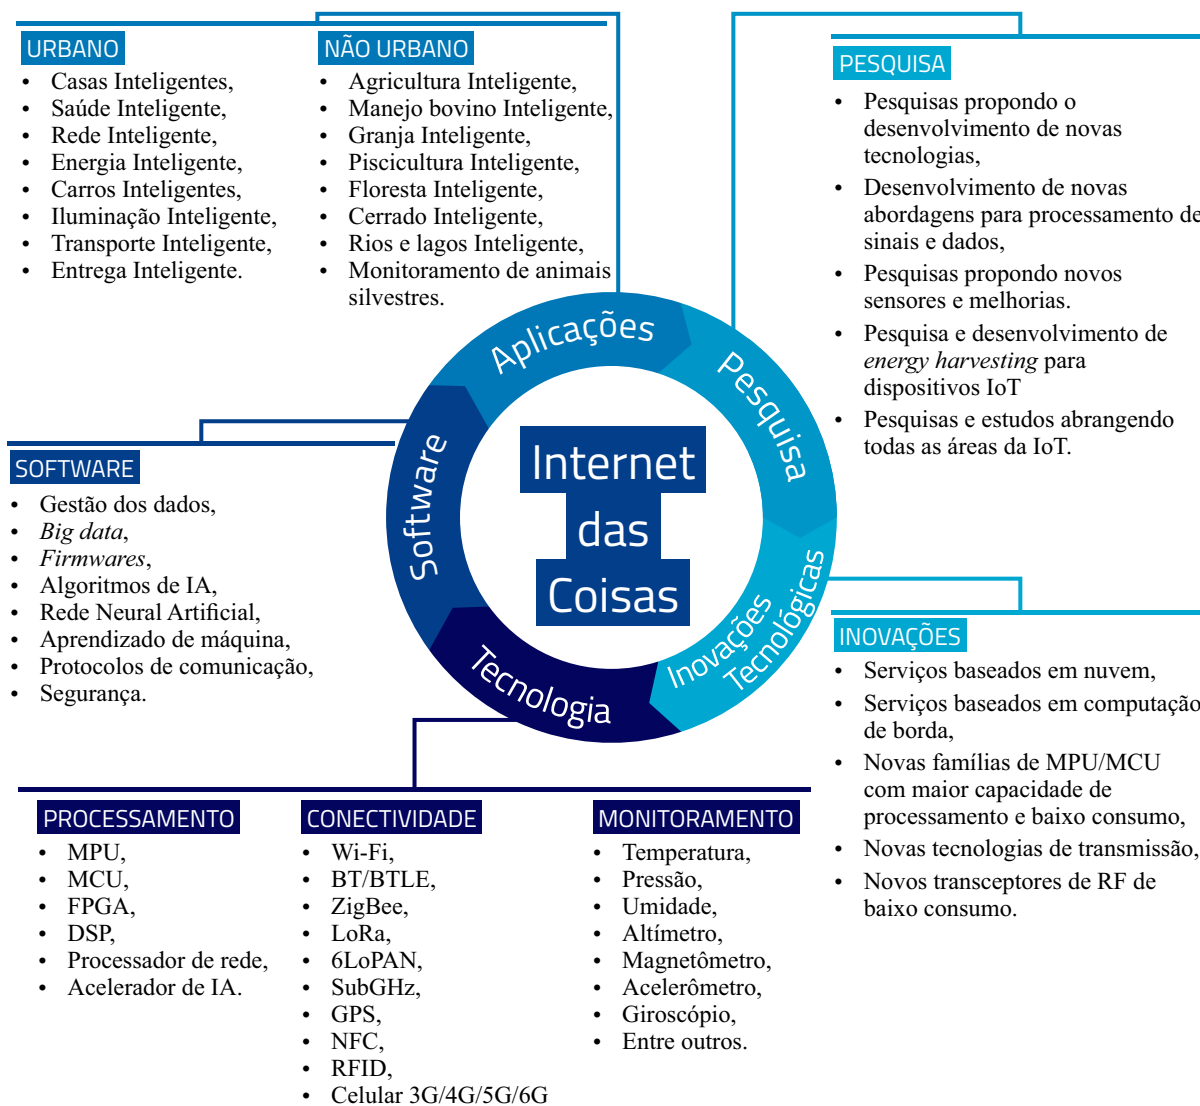 URBANO
• Casas Inteligentes,
• Saúde Inteligente,
• Rede Inteligente,
• Energia Inteligente,
• Carros Inteligentes,
• Iluminação Inteligente,
• Transporte Inteligente,
• Entrega Inteligente.
NÃO URBANO
• Agricultura Inteligente,
• Manejo bovino Inteligente,
• Granja Inteligente,
• Piscicultura Inteligente,
• Floresta Inteligente,
• Cerrado Inteligente,
• Rios e lagos Inteligente,
• Monitoramento de animais
silvestres.
PESQUISA
• Pesquisas propondo o
desenvolvimento de novas
tecnologias,
• Desenvolvimento de novas
abordagens para processamento de
sinais e dados,
• Pesquisas propondo novos
sensores e melhorias.
• Pesquisa e desenvolvimento de
energy harvesting para
dispositivos IoT
• Pesquisas e estudos abrangendo
todas as áreas da IoT.
Aplicações
Pesquisa
Inovações
Tecnológicas
Tecnologia
Software
Internet
das
Coisas
SOFTWARE
• Gestão dos dados,
• Big data,
• Firmwares,
• Algoritmos de IA,
• Rede Neural Artificial,
• Aprendizado de máquina,
• Protocolos de comunicação,
• Segurança.
INOVAÇÕES
• Serviços baseados em nuvem,
• Serviços baseados em computação
de borda,
• Novas famílias de MPU/MCU
com maior capacidade de
processamento e baixo consumo,
• Novas tecnologias de transmissão,
• Novos transceptores de RF de
baixo consumo.
PROCESSAMENTO
• MPU,
• MCU,
• FPGA,
• DSP,
• Processador de rede,
• Acelerador de IA.
CONECTIVIDADE
• Wi-Fi,
• BT/BTLE,
• ZigBee,
• LoRa,
• 6LoPAN,
• SubGHz,
• GPS,
• NFC,
• RFID,
• Celular 3G/4G/5G/6G
MONITORAMENTO
• Temperatura,
• Pressão,
• Umidade,
• Altímetro,
• Magnetômetro,
• Acelerômetro,
• Giroscópio,
• Entre outros.